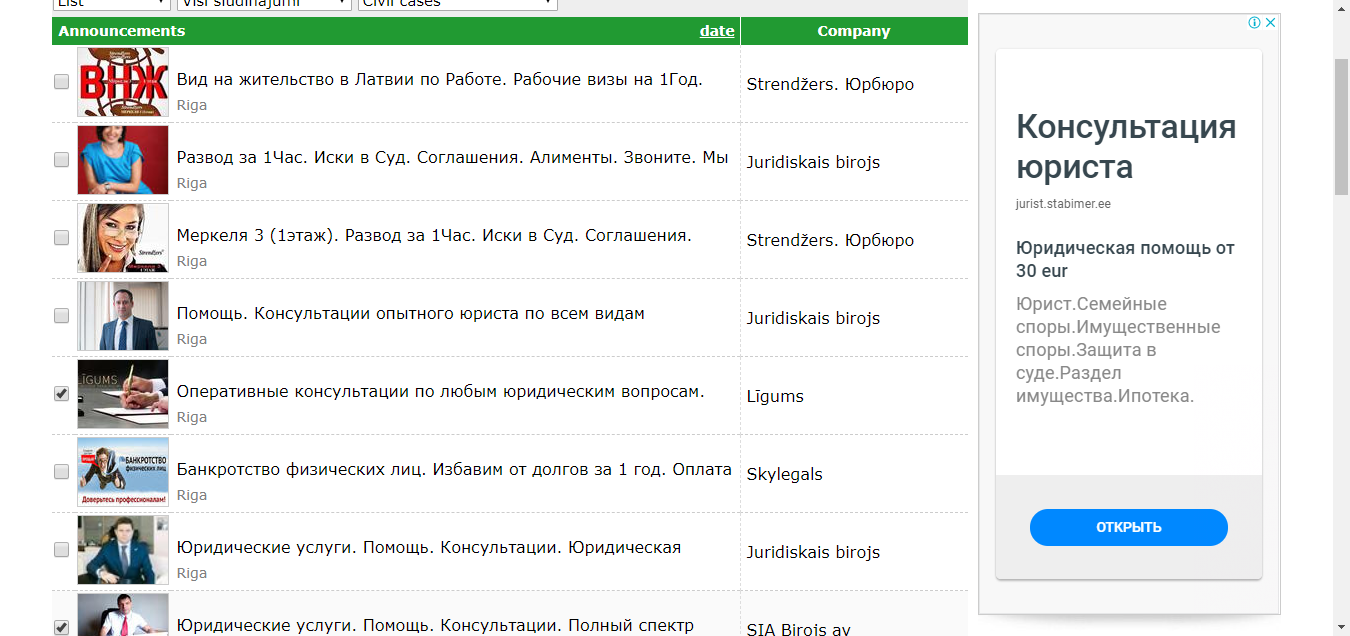 List Visi sludinājumi Civil cases
Announcements date Company
ВНЖ
Вид на жительство в Латвии по Работе. Рабочие визы на 1Год.
Riga
Strendžers. Юрбюро
Развод за 1Час. Иски в Суд. Соглашения. Алименты. Звоните. Мы
Riga
Juridiskais birojs
Меркеля 3 (1этаж). Развод за 1Час. Иски в Суд. Соглашения.
Riga
Strendžers. Юрбюро
Помощь. Консультации опытного юриста по всем видам
Riga
Juridiskais birojs
LĪGUMS
Оперативные консультации по любым юридическим вопросам.
Riga
Līgums
БАНКРОТСТВО
физических лиц
Доверьтесь профессионалам!
Банкротство физических лиц. Избавим от долгов за 1 год. Оплата
Riga
Skylegals
Юридические услуги. Помощь. Консультации. Юридическая
Riga
Juridiskais birojs
Юридические услуги. Помощь. Консультации. Полный спектр
SIA Birojs av
Консультация
юриста
jurist.stabimer.ee
Юридическая помощь от
30 eur
Юрист.Семейные
споры.Имущественные
споры.Защита в
суде.Раздел
имущества.Ипотека.
ОТКРЫТЬ